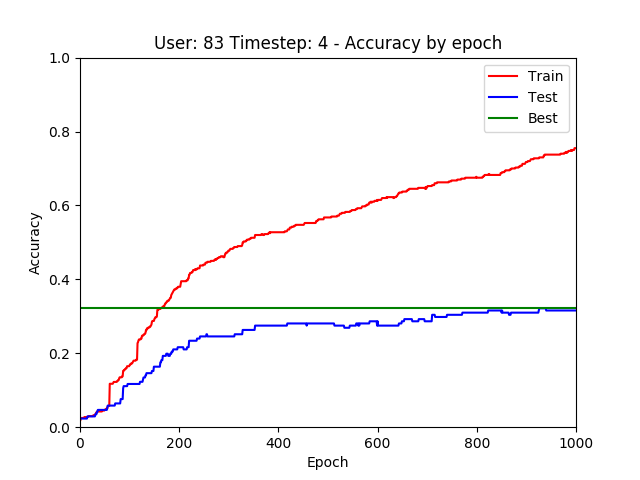 User: 83 Timestep: 4 - Accuracy by epoch
1.0
0.8
0.6
0.4
0.2
0.0
Accuracy
0 200 400 600 800 1000
Epoch
Train
Test
Best